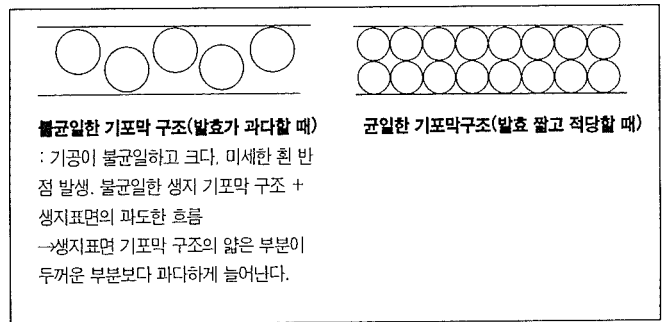 불균일한 기포막 구조(발효가 과다할 때)
: 기공이 불균일하고 크다. 미세한 흰 반
점 발생. 불균일한 생지 기포막 구조 +
생지표면의 과도한 흐름
→생지표면 기포막 구조의 얇은 부분이
두꺼운 부분보다 과다하게 늘어난다.
균일한 기포막구조(발효 짧고 적당할 때)